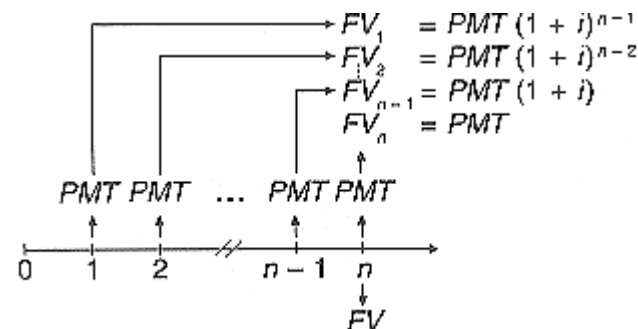 FV₁ = PMT (1 + i)ⁿ⁻¹
FV₂ = PMT (1 + i)ⁿ⁻²
FVₙ₋₁ = PMT (1 + i)
FVₙ = PMT
PMT PMT ... PMT PMT
0 1 2 n – 1 n
FV